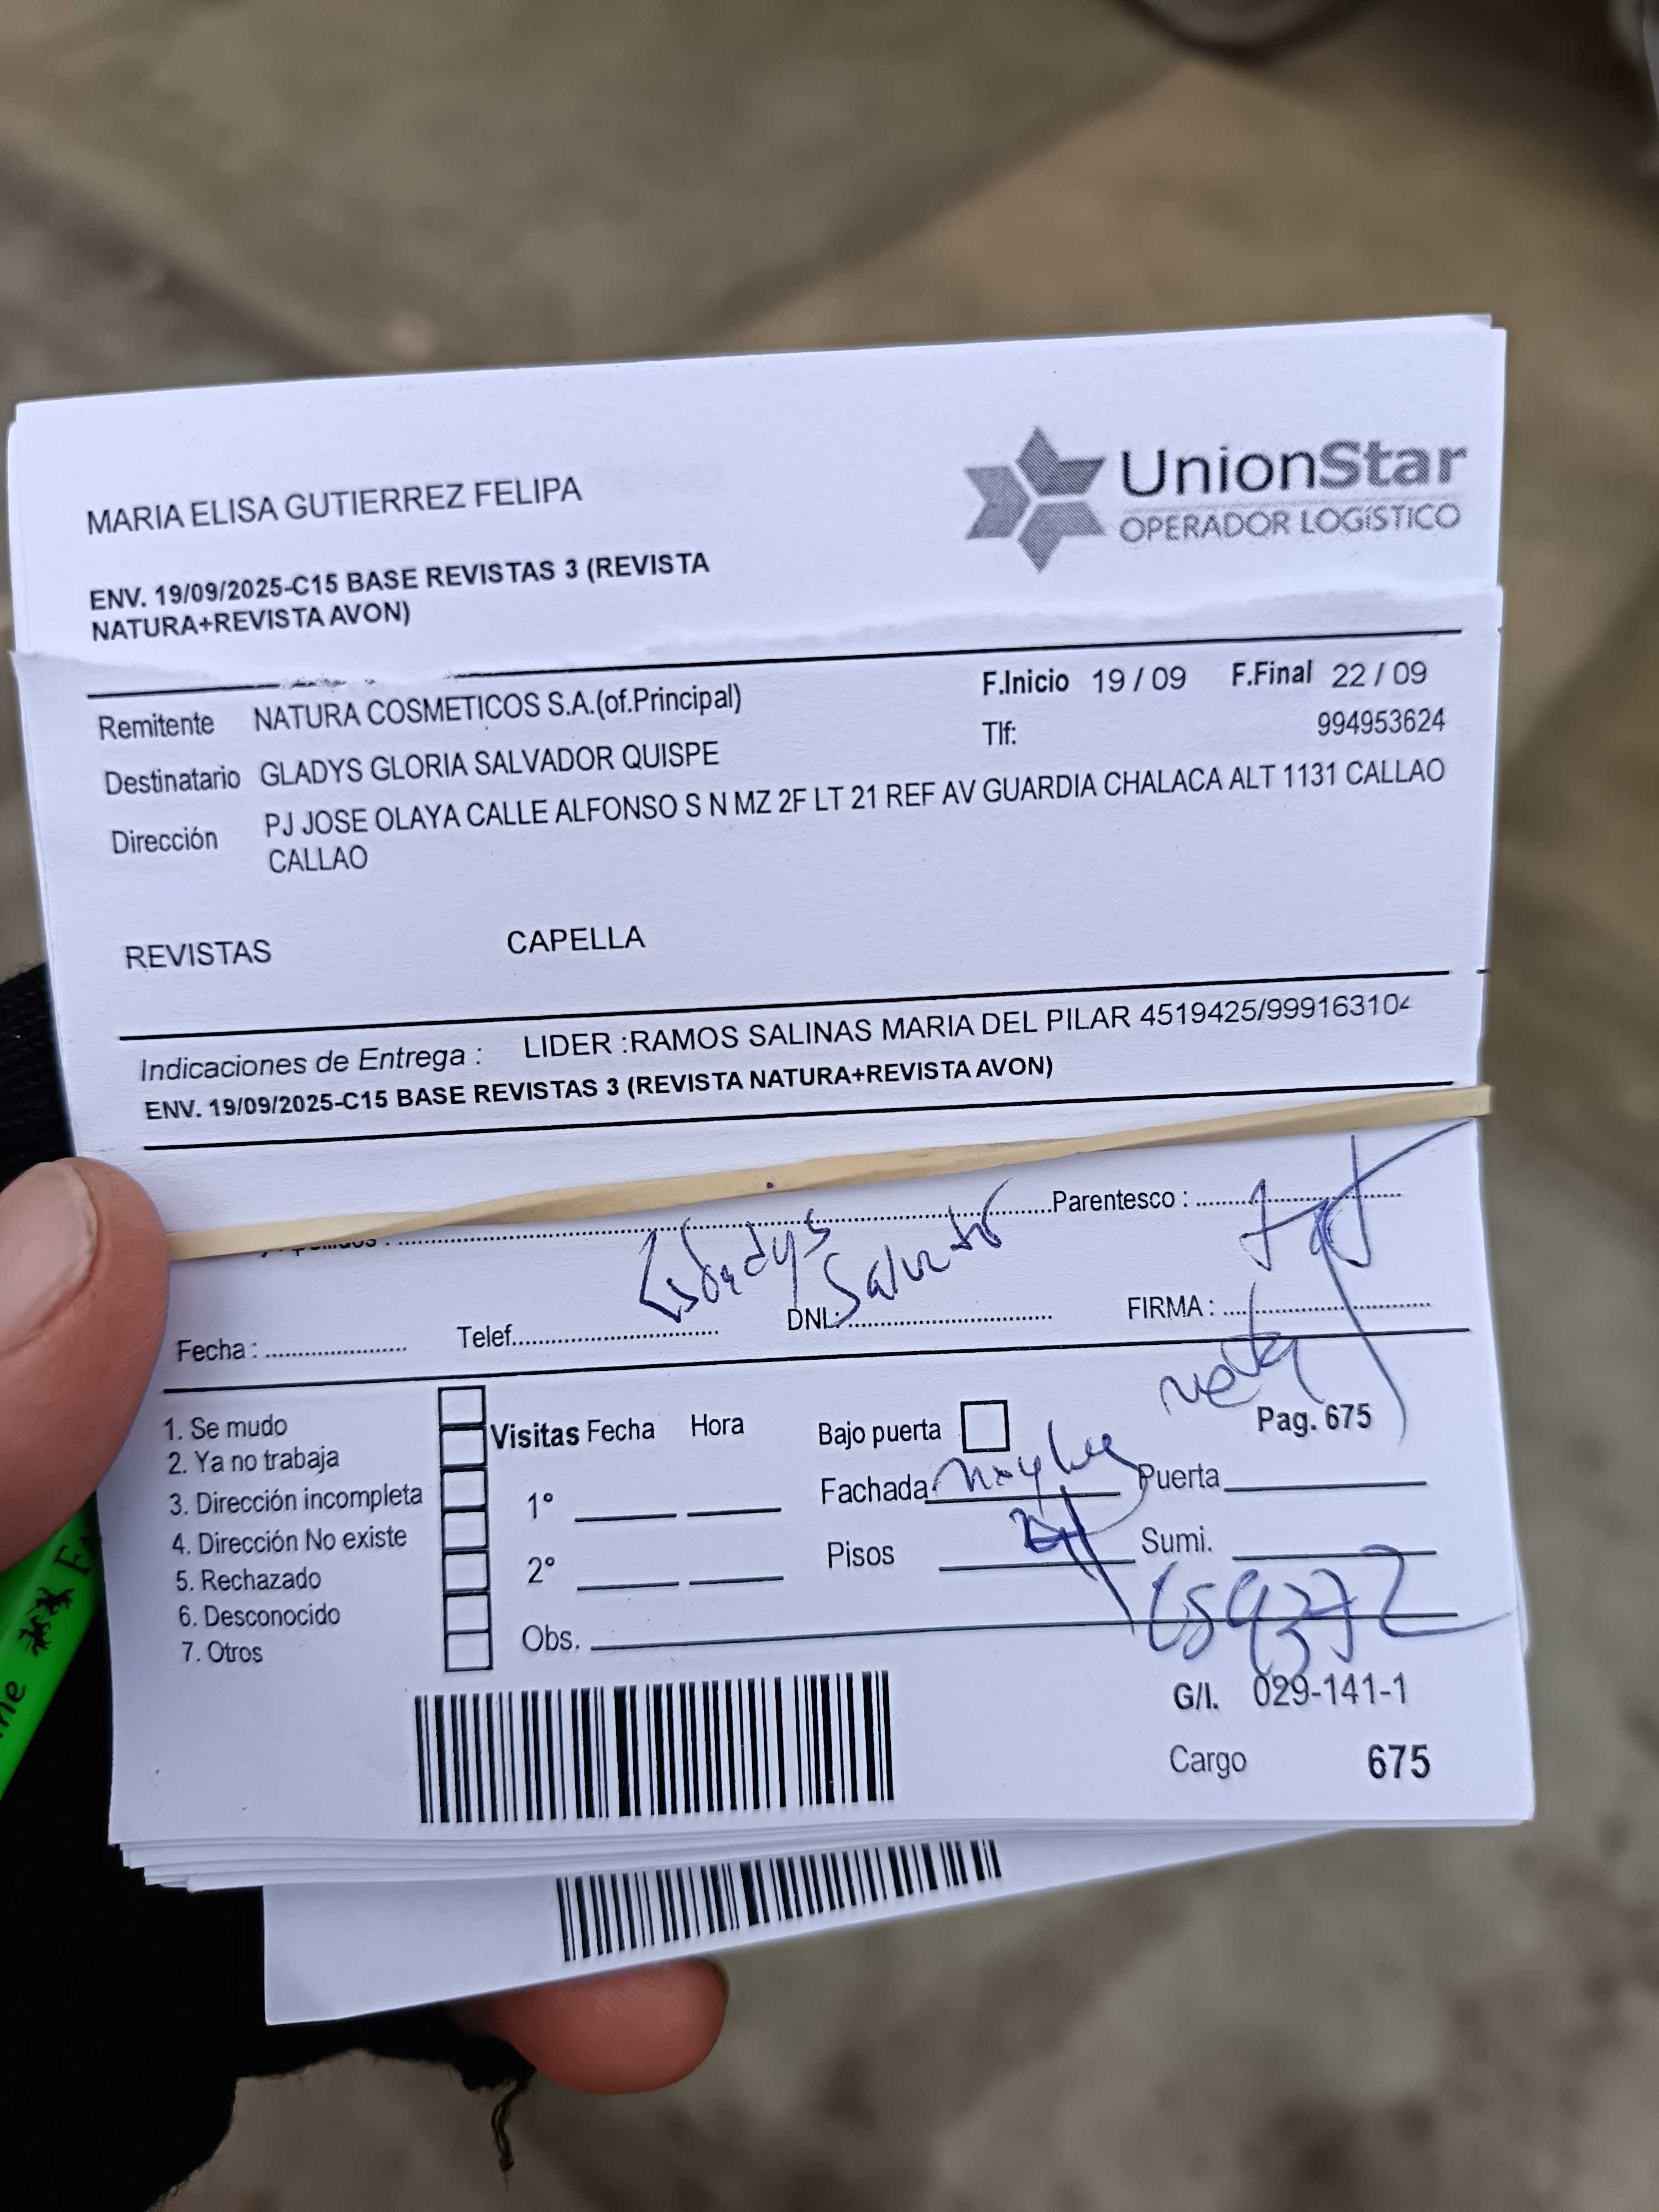 MARIA ELISA GUTIERREZ FELIPA
UnionStar
OPERADOR LOGÍSTICO
ENV. 19/09/2025-C15 BASE REVISTAS 3 (REVISTA
NATURA+REVISTA AVON)
Remitente NATURA COSMETICOS S.A.(of.Principal) F.Inicio 19 / 09 F.Final 22 / 09
Destinatario GLADYS GLORIA SALVADOR QUISPE Tlf: 994953624
Dirección PJ JOSE OLAYA CALLE ALFONSO S N MZ 2F LT 21 REF AV GUARDIA CHALACA ALT 1131 CALLAO
CALLAO
REVISTAS CAPELLA
Indicaciones de Entrega : LIDER :RAMOS SALINAS MARIA DEL PILAR 4519425/999163104
ENV. 19/09/2025-C15 BASE REVISTAS 3 (REVISTA NATURA+REVISTA AVON)
Parentesco :
Salvador
Fecha : Telef. DNI: FIRMA :
1. Se mudo
2. Ya no trabaja
3. Dirección incompleta
4. Dirección No existe
5. Rechazado
6. Desconocido
7. Otros
Visitas Fecha Hora
1°
2°
Obs.
Bajo puerta Pag. 675
Fachada Puerta
Pisos Sumi.
G/I. 029-141-1
Cargo 675